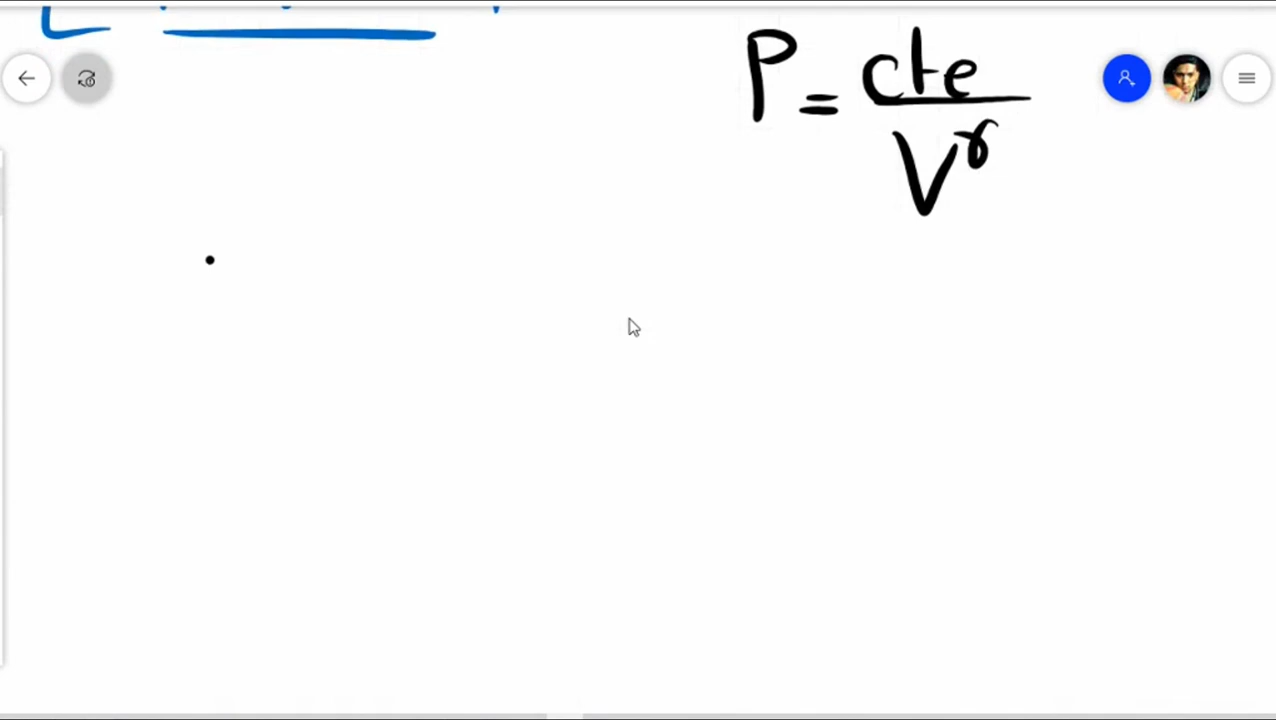 P = cte / V^γ